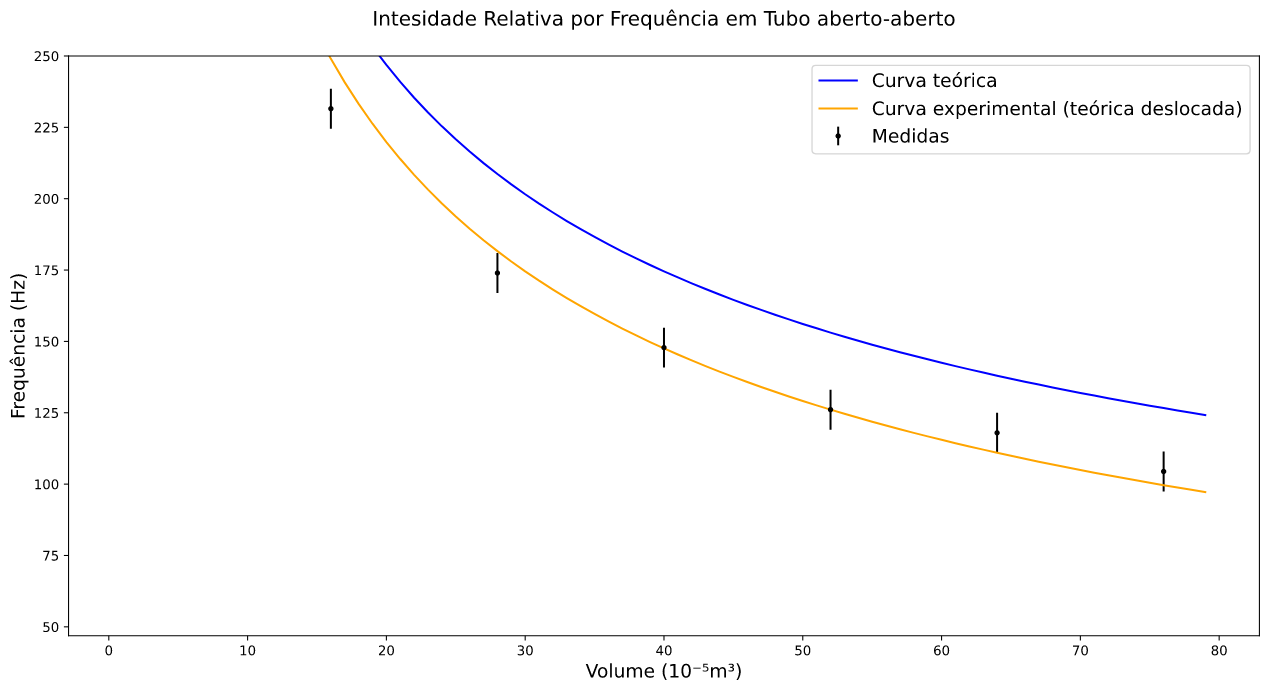 Intesidade Relativa por Frequência em Tubo aberto-aberto
Curva teórica
Curva experimental (teórica deslocada)
Medidas
Frequência (Hz)
250
225
200
175
150
125
100
75
50
0 10 20 30 40 50 60 70 80
Volume (10⁻⁵m³)